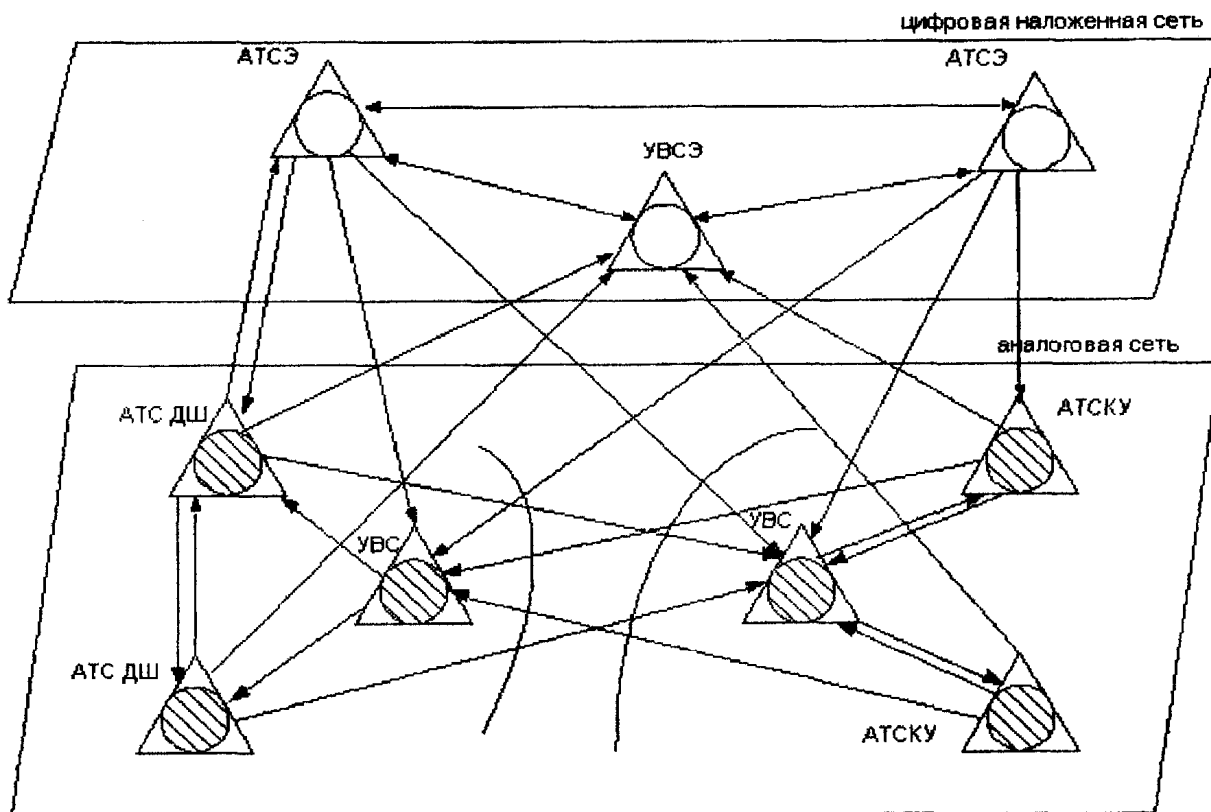 цифровая наложенная сеть
АТСЭ
АТСЭ
УВСЭ
аналоговая сеть
АТС ДШ
АТСКУ
УВС
УВС
АТС ДШ
АТСКУ